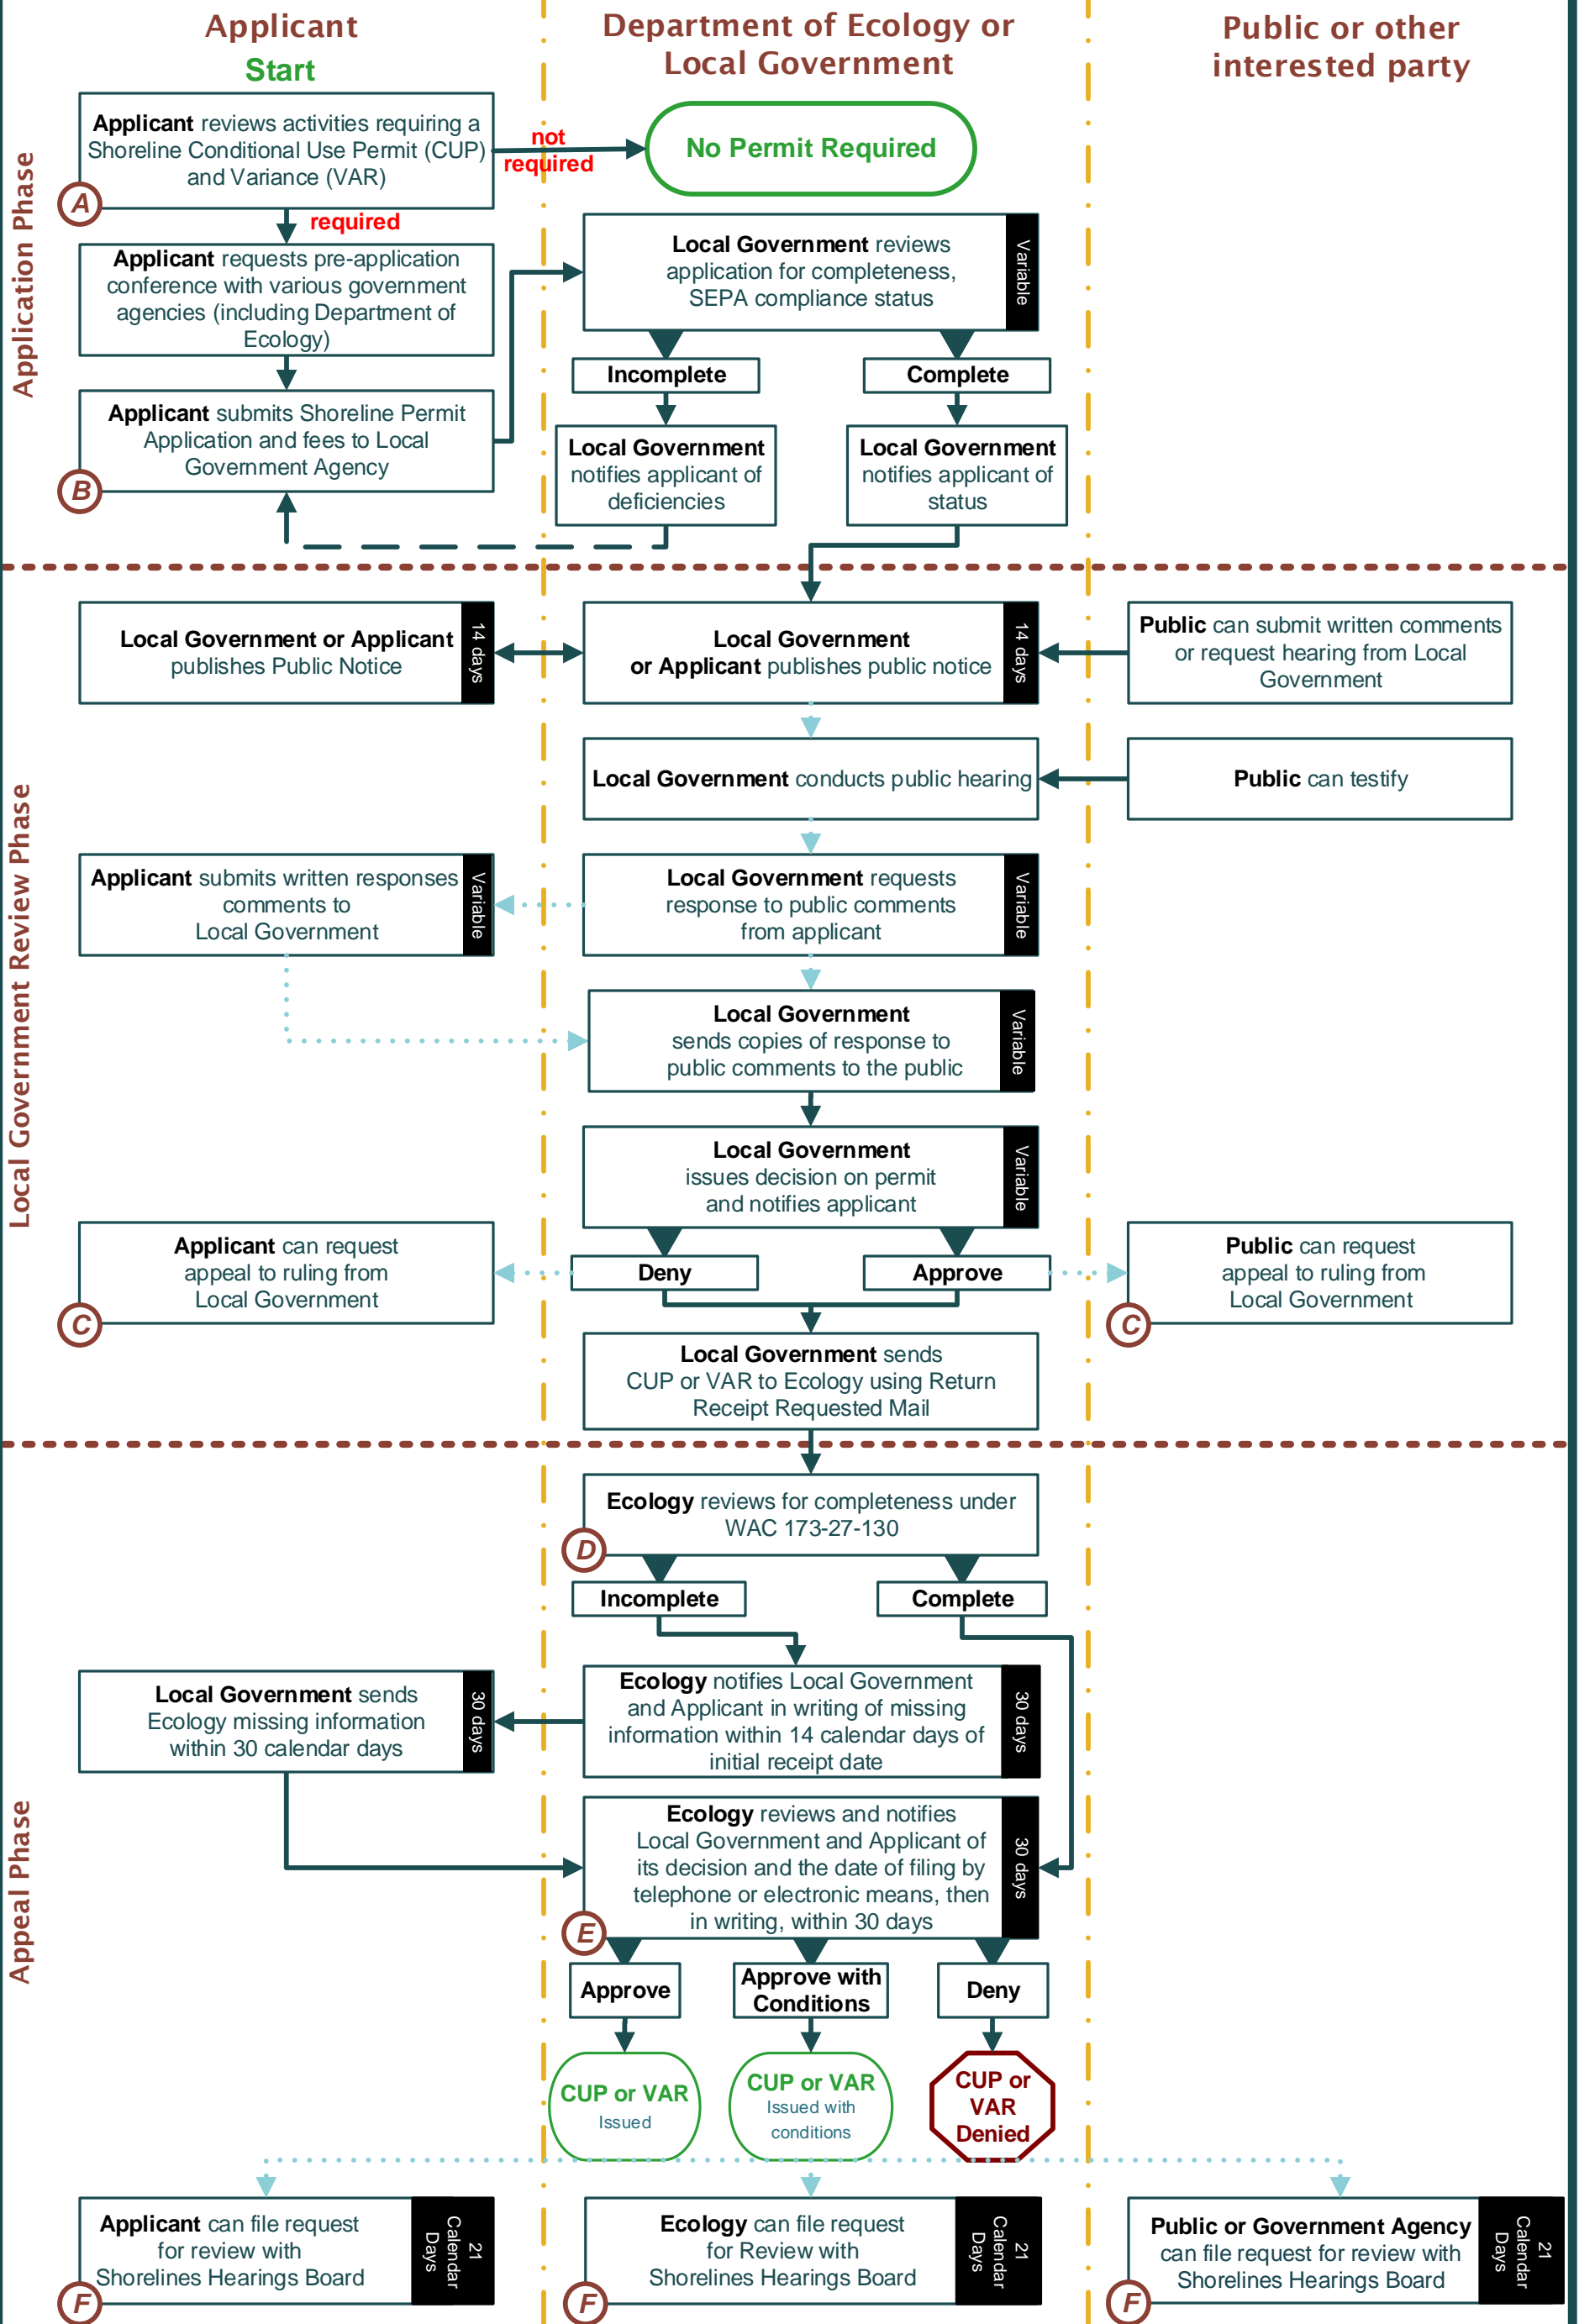 Applicant
Start
Department of Ecology or
Local Government
Public or other
interested party
Application Phase
Applicant reviews activities requiring a
Shoreline Conditional Use Permit (CUP)
and Variance (VAR)
A
not
required
No Permit Required
required
Applicant requests pre-application
conference with various government
agencies (including Department of
Ecology)
Applicant submits Shoreline Permit
Application and fees to Local
Government Agency
B
Local Government reviews
application for completeness,
SEPA compliance status
Variable
Incomplete
Complete
Local Government
notifies applicant of
deficiencies
Local Government
notifies applicant of
status
Local Government Review Phase
Local Government or Applicant
publishes Public Notice
14 days
Local Government
or Applicant publishes public notice
14 days
Public can submit written comments
or request hearing from Local
Government
Local Government conducts public hearing
Public can testify
Applicant submits written responses
comments to
Local Government
Variable
Local Government requests
response to public comments
from applicant
Variable
Local Government
sends copies of response to
public comments to the public
Variable
Local Government
issues decision on permit
and notifies applicant
Variable
Applicant can request
appeal to ruling from
Local Government
C
Deny
Approve
Public can request
appeal to ruling from
Local Government
C
Local Government sends
CUP or VAR to Ecology using Return
Receipt Requested Mail
Appeal Phase
Ecology reviews for completeness under
WAC 173-27-130
D
Incomplete
Complete
Local Government sends
Ecology missing information
within 30 calendar days
30 days
Ecology notifies Local Government
and Applicant in writing of missing
information within 14 calendar days of
initial receipt date
30 days
Ecology reviews and notifies
Local Government and Applicant of
its decision and the date of filing by
telephone or electronic means, then
in writing, within 30 days
30 days
E
Approve
Approve with
Conditions
Deny
CUP or VAR
Issued
CUP or VAR
Issued with
conditions
CUP or
VAR
Denied
Applicant can file request
for review with
Shorelines Hearings Board
21
Calendar
Days
F
Ecology can file request
for Review with
Shorelines Hearings Board
21
Calendar
Days
F
Public or Government Agency
can file request for review with
Shorelines Hearings Board
21
Calendar
Days
F